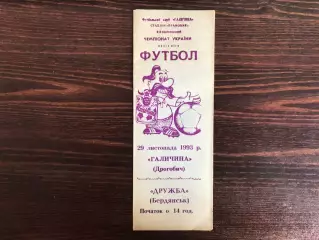 Футбольний клуб «ГАЛИЧИНА»
ЧЕМПІОНАТ УКРАЇНИ
ФУТБОЛ
29 листопада 1993 р.
«ГАЛИЧИНА»
(Дрогобич)
«ДРУЖБА»
(Бердянськ)
Початок о 14 год.